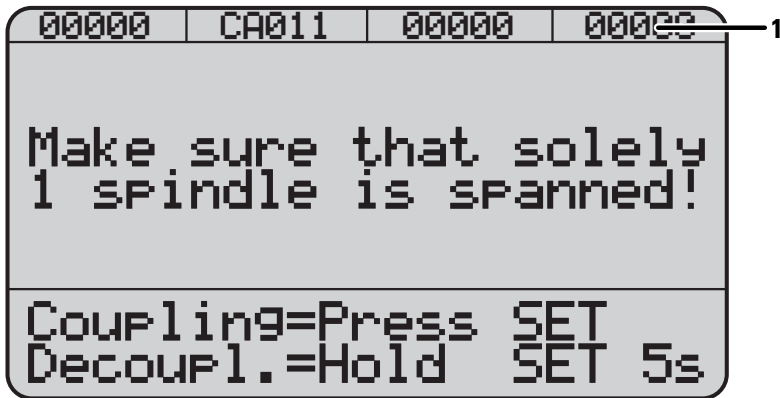 00000 CA011 00000 00000 1
Make sure that solely
1 spindle is spanned!
Coupling=Press SET
Decoupl.=Hold SET 5s